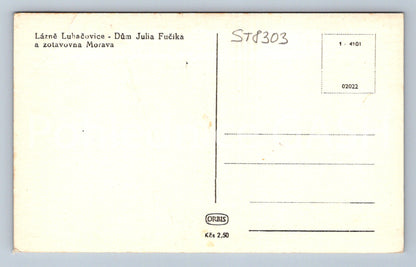 Lázně Luhačovice - Dům Julia Fučíka
a zotavovna Morava
ST8303
1 - 4101
02022
ORBIS
Kčs 2,50